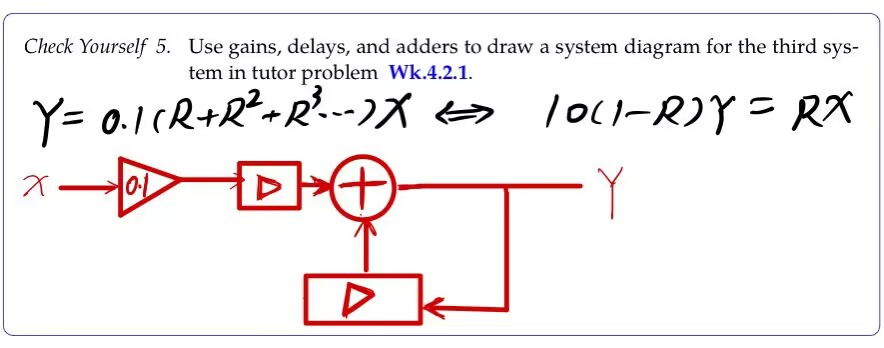 Check Yourself 5. Use gains, delays, and adders to draw a system diagram for the third sys-
tem in tutor problem Wk.4.2.1.
Y = 0.1(R+R²+R³...)X ⟺ 10(1-R)Y = RX
X 0.1 D + Y
D